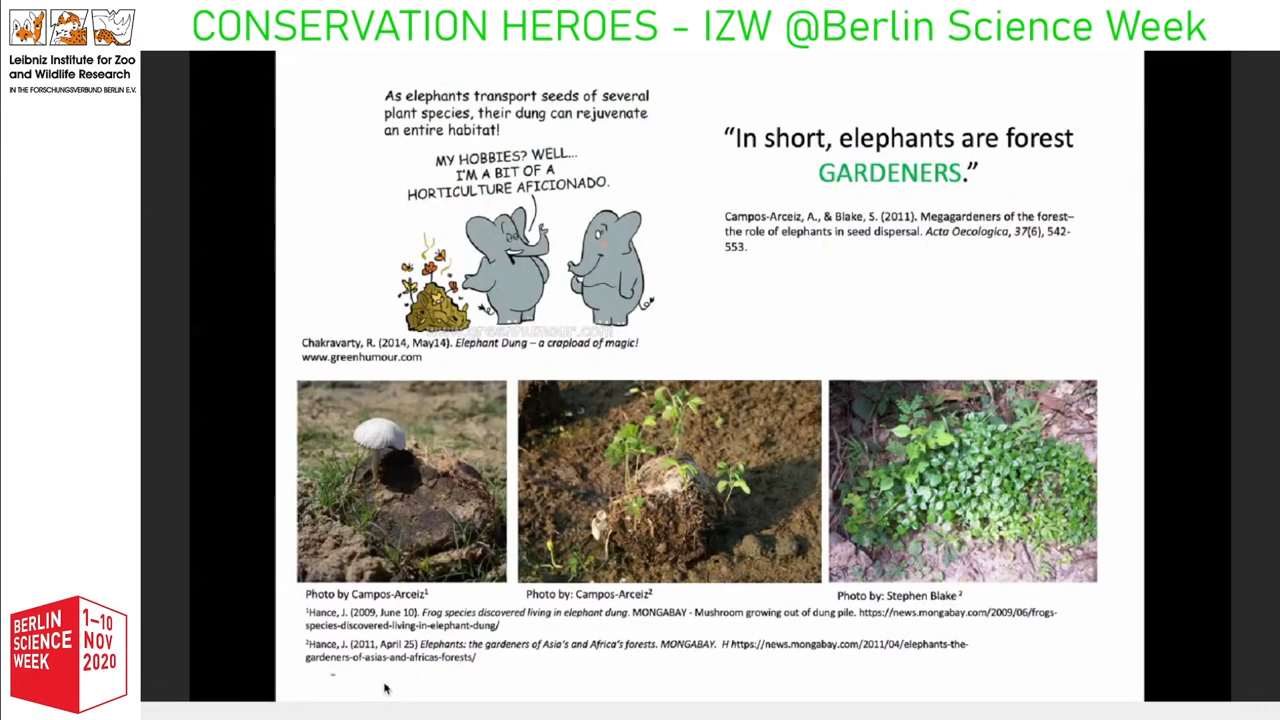 CONSERVATION HEROES - IZW @Berlin Science Week
Leibniz Institute for Zoo
and Wildlife Research
IN THE FORSCHUNGSVERBUND BERLIN E.V.
As elephants transport seeds of several
plant species, their dung can rejuvenate
an entire habitat!
MY HOBBIES? WELL...
I'M A BIT OF A
HORTICULTURE AFICIONADO.
www.greenhumour.com
Chakravarty, R. (2014, May14). Elephant Dung – a crapload of magic!
www.greenhumour.com
“In short, elephants are forest
GARDENERS.”
Campos-Arceiz, A., & Blake, S. (2011). Megagardeners of the forest–
the role of elephants in seed dispersal. Acta Oecologica, 37(6), 542-
553.
Photo by Campos-Arceiz¹
Photo by: Campos-Arceiz²
Photo by: Stephen Blake ²
¹Hance, J. (2009, June 10). Frog species discovered living in elephant dung. MONGABAY - Mushroom growing out of dung pile. https://news.mongabay.com/2009/06/frogs-
species-discovered-living-in-elephant-dung/
²Hance, J. (2011, April 25) Elephants: the gardeners of Asia's and Africa's forests. MONGABAY. H https://news.mongabay.com/2011/04/elephants-the-
gardeners-of-asias-and-africas-forests/
BERLIN
SCIENCE
WEEK
1–10
NOV
2020